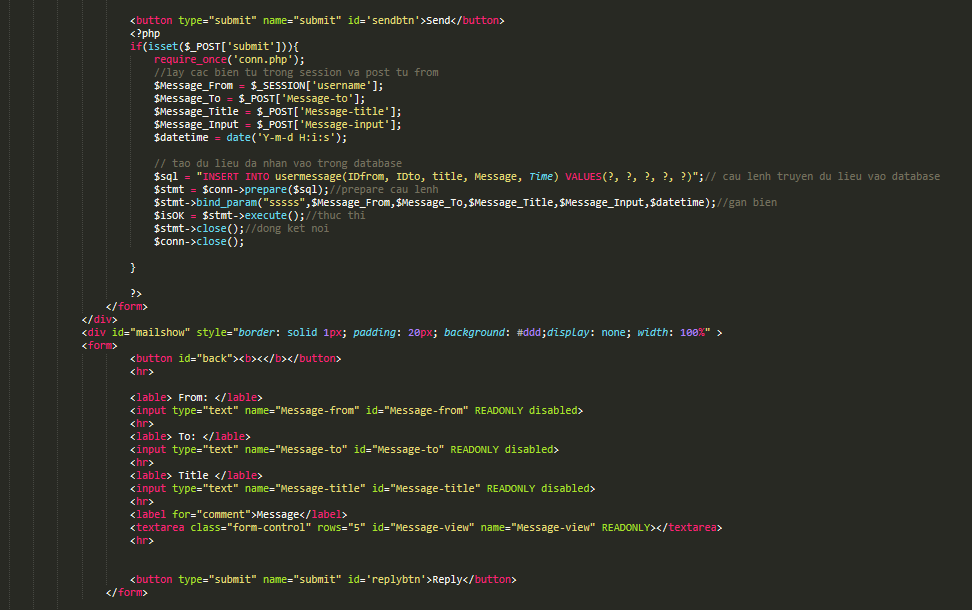 <button type="submit" name="submit" id='sendbtn'>Send</button>
<?php
if(isset($_POST['submit'])){
require_once('conn.php');
//lay cac bien tu trong session va post tu from
$Message_From = $_SESSION['username'];
$Message_To = $_POST['Message-to'];
$Message_Title = $_POST['Message-title'];
$Message_Input = $_POST['Message-input'];
$datetime = date('Y-m-d H:i:s');
// tao du lieu da nhan vao trong database
$sql = "INSERT INTO usermessage(IDfrom, IDto, title, Message, Time) VALUES(?, ?, ?, ?, ?)";// cau lenh truyen du lieu vao database
$stmt = $conn->prepare($sql);//prepare cau lenh
$stmt->bind_param("sssss",$Message_From,$Message_To,$Message_Title,$Message_Input,$datetime);//gan bien
$isOK = $stmt->execute();//thuc thi
$stmt->close();//dong ket noi
$conn->close();
}
?>
</form>
</div>
<div id="mailshow" style="border: solid 1px; padding: 20px; background: #ddd;display: none; width: 100%" >
<form>
<button id="back"><b><</b></button>
<hr>
<lable> From: </lable>
<input type="text" name="Message-from" id="Message-from" READONLY disabled>
<hr>
<lable> To: </lable>
<input type="text" name="Message-to" id="Message-to" READONLY disabled>
<hr>
<lable> Title </lable>
<input type="text" name="Message-title" id="Message-title" READONLY disabled>
<hr>
<label for="comment">Message</label>
<textarea class="form-control" rows="5" id="Message-view" name="Message-view" READONLY></textarea>
<hr>
<button type="submit" name="submit" id='replybtn'>Reply</button>
</form>